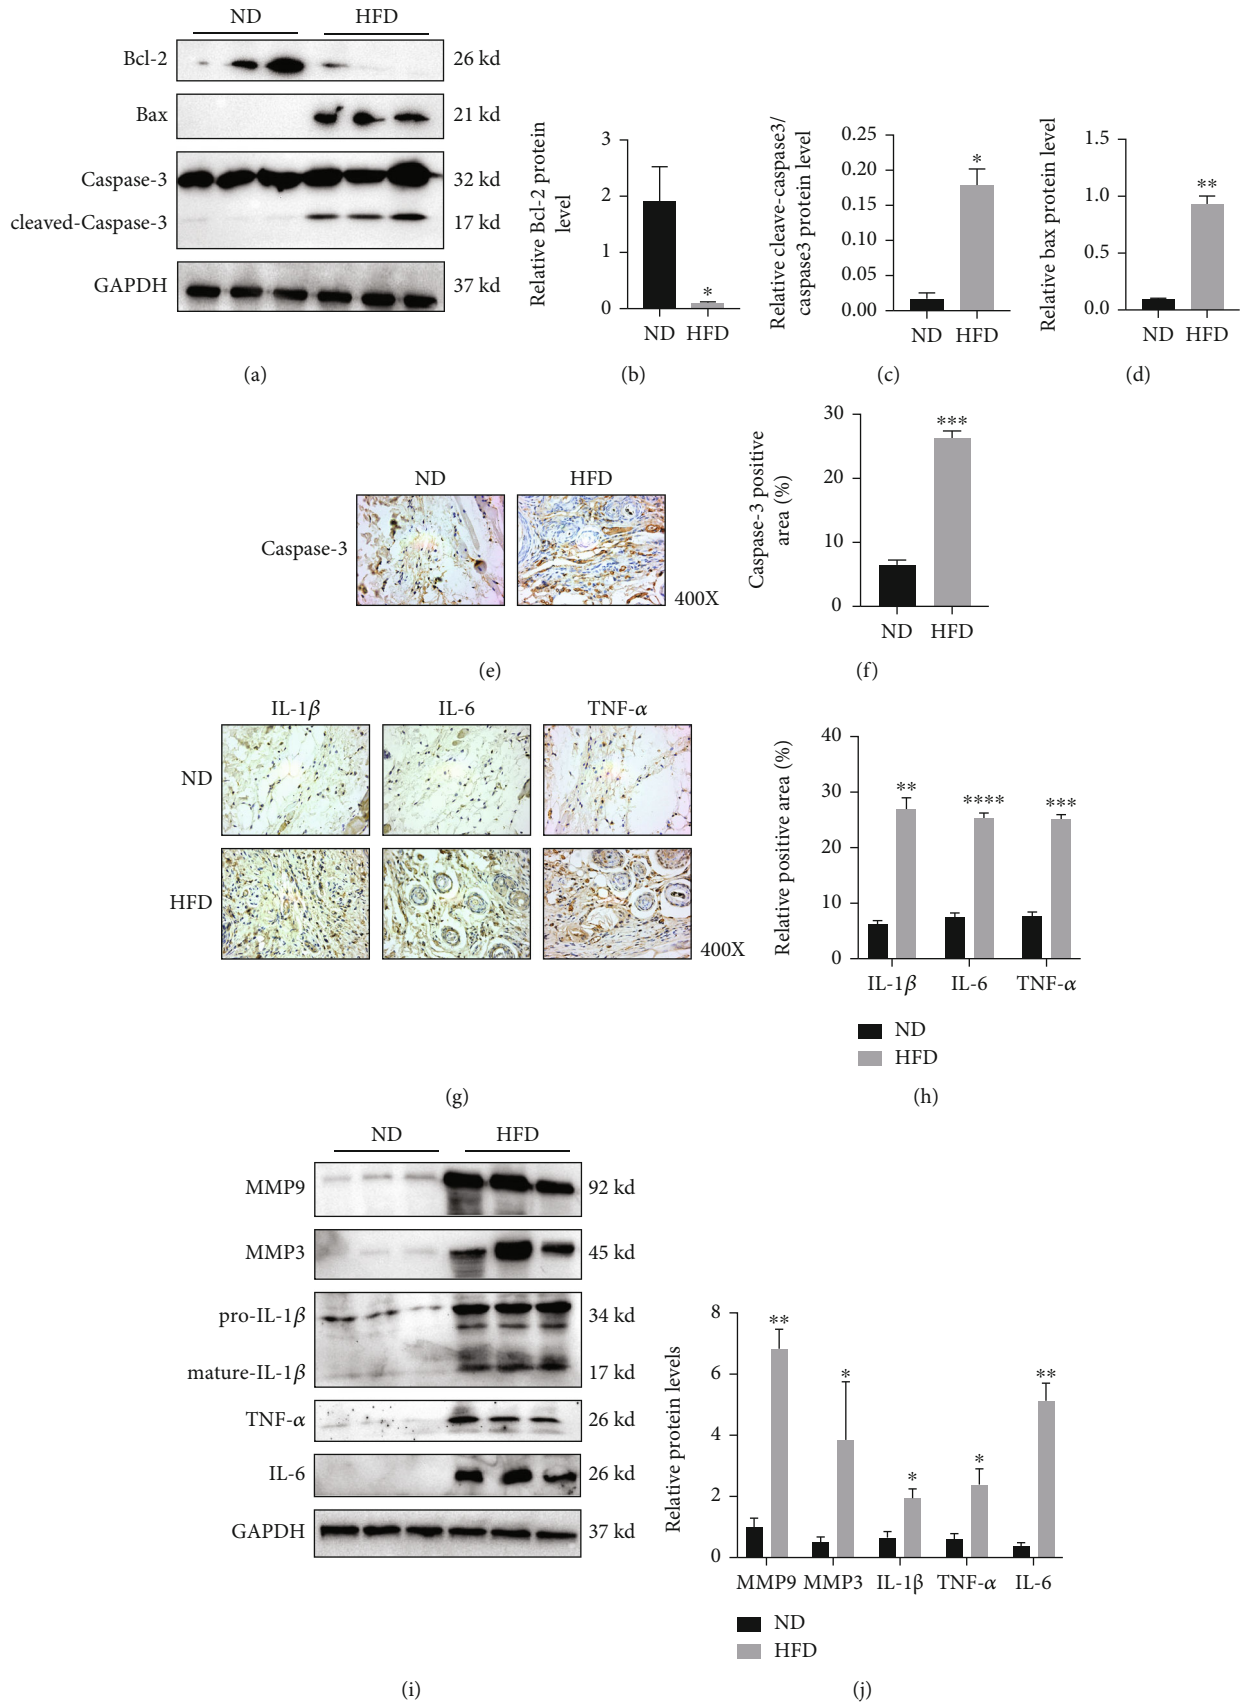 ND HFD
Bcl-2 26 kd
Bax 21 kd
Caspase-3 32 kd
cleaved-Caspase-3 17 kd
GAPDH 37 kd
(a)
Relative Bcl-2 protein
level
3
2
1
0
*
ND HFD
(b)
Relative cleave-caspase3/
caspase3 protein level
0.25
0.20
0.15
0.10
0.05
0.00
*
ND HFD
(c)
Relative bax protein level
1.5
1.0
0.5
0.0
**
ND HFD
(d)
ND HFD
Caspase-3
400X
(e)
Caspase-3 positive
area (%)
30
20
10
0
***
ND HFD
(f)
IL-1β IL-6 TNF-α
ND
HFD
400X
(g)
Relative positive area (%)
40
30
20
10
0
** **** ***
IL-1β IL-6 TNF-α
ND
HFD
(h)
ND HFD
MMP9 92 kd
MMP3 45 kd
pro-IL-1β 34 kd
mature-IL-1β 17 kd
TNF-α 26 kd
IL-6 26 kd
GAPDH 37 kd
(i)
Relative protein levels
8
6
4
2
0
** * * * **
MMP9 MMP3 IL-1β TNF-α IL-6
ND
HFD
(j)